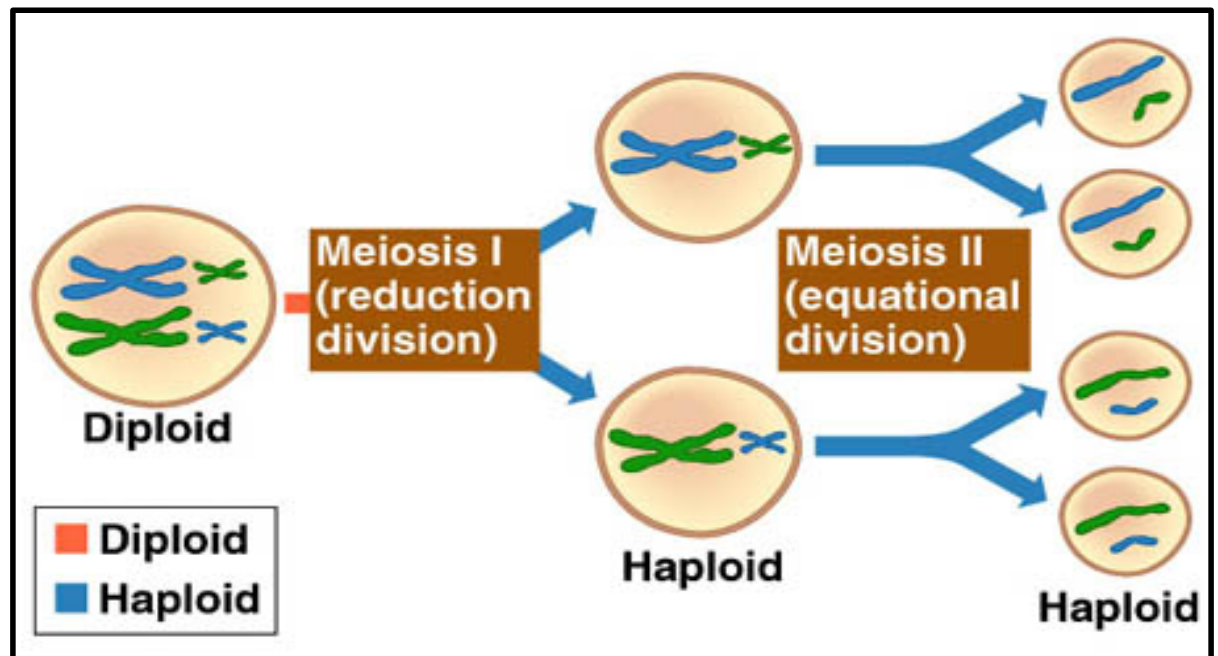 Diploid
Meiosis I
(reduction
division)
Haploid
Meiosis II
(equational
division)
Haploid
Diploid
Haploid